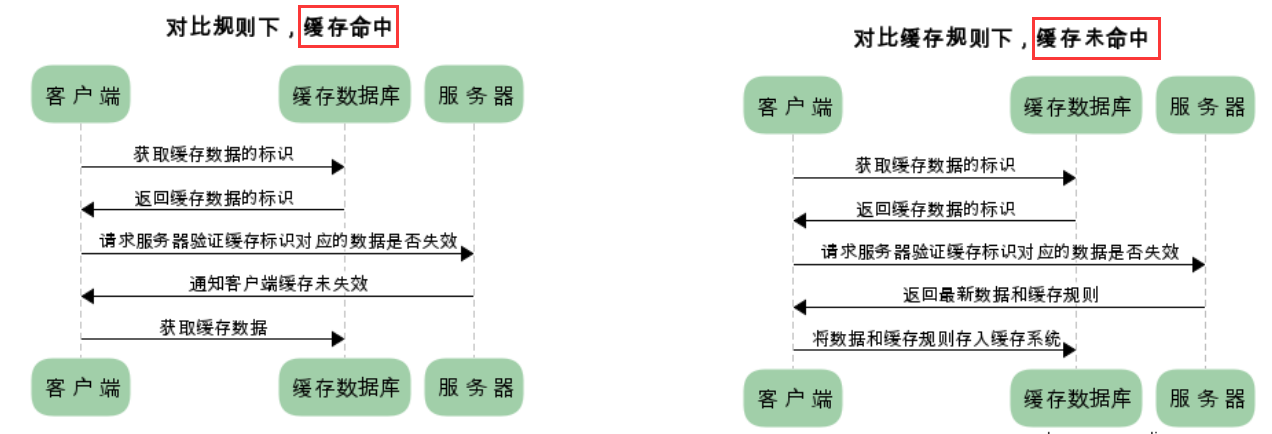 对比规则下，缓存命中
客户端 缓存数据库 服务器
获取缓存数据的标识
返回缓存数据的标识
请求服务器验证缓存标识对应的数据是否失效
通知客户端缓存未失效
获取缓存数据
客户端 缓存数据库 服务器
对比缓存规则下，缓存未命中
客户端 缓存数据库 服务器
获取缓存数据的标识
返回缓存数据的标识
请求服务器验证缓存标识对应的数据是否失效
返回最新数据和缓存规则
将数据和缓存规则存入缓存系统
客户端 缓存数据库 服务器